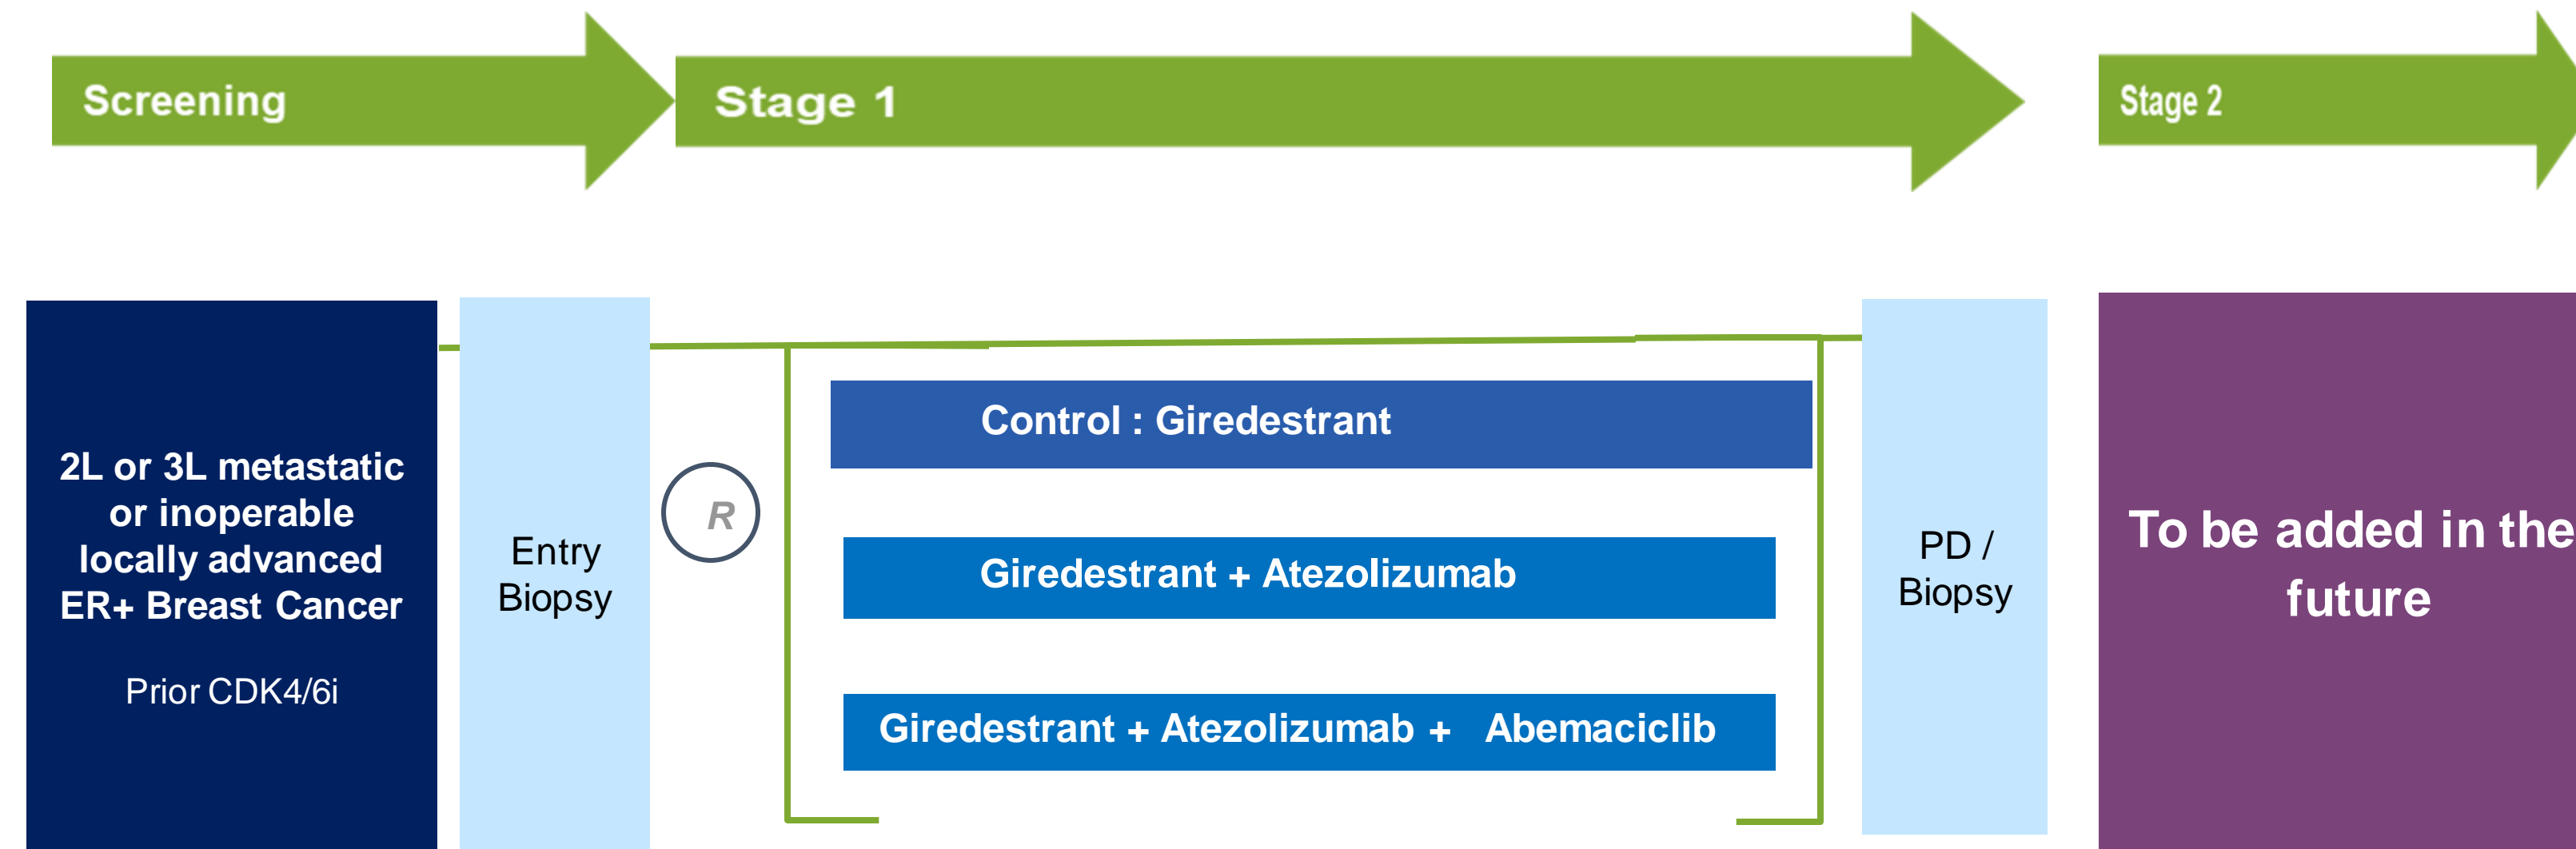 Screening
Stage 1
Stage 2
2L or 3L metastatic
or inoperable
locally advanced
ER+ Breast Cancer
Prior CDK4/6i
Entry
Biopsy
R
Control : Giredestrant
Giredestrant + Atezolizumab
Giredestrant + Atezolizumab + Abemaciclib
PD /
Biopsy
To be added in the
future